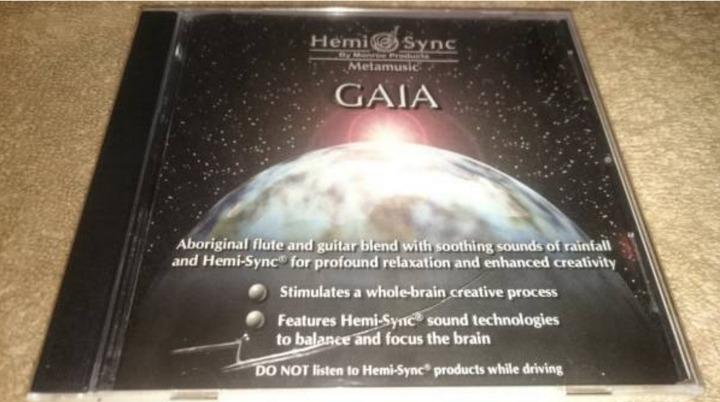 Hemi Sync
By Monroe Products
Metamusic
GAIA
Aboriginal flute and guitar blend with soothing sounds of rainfall
and Hemi-Sync® for profound relaxation and enhanced creativity
Stimulates a whole-brain creative process
Features Hemi-Sync® sound technologies
to balance and focus the brain
DO NOT listen to Hemi-Sync® products while driving